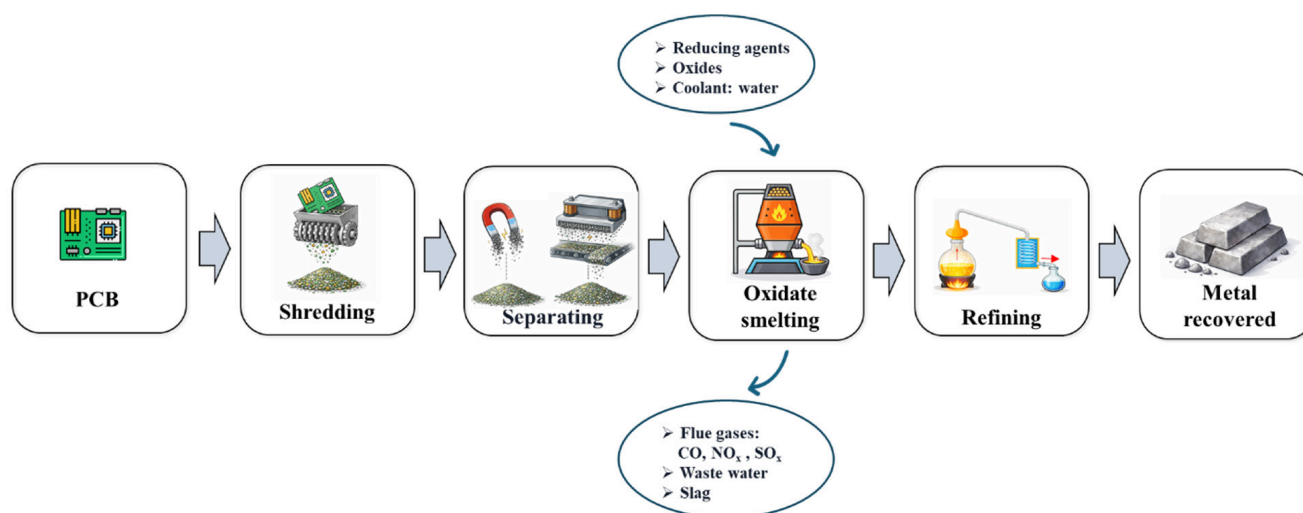 ➢ Reducing agents
➢ Oxides
➢ Coolant: water
PCB
Shredding
Separating
Oxidate
smelting
Refining
Metal
recovered
➢ Flue gases:
CO, NOₓ , SOₓ
➢ Waste water
➢ Slag